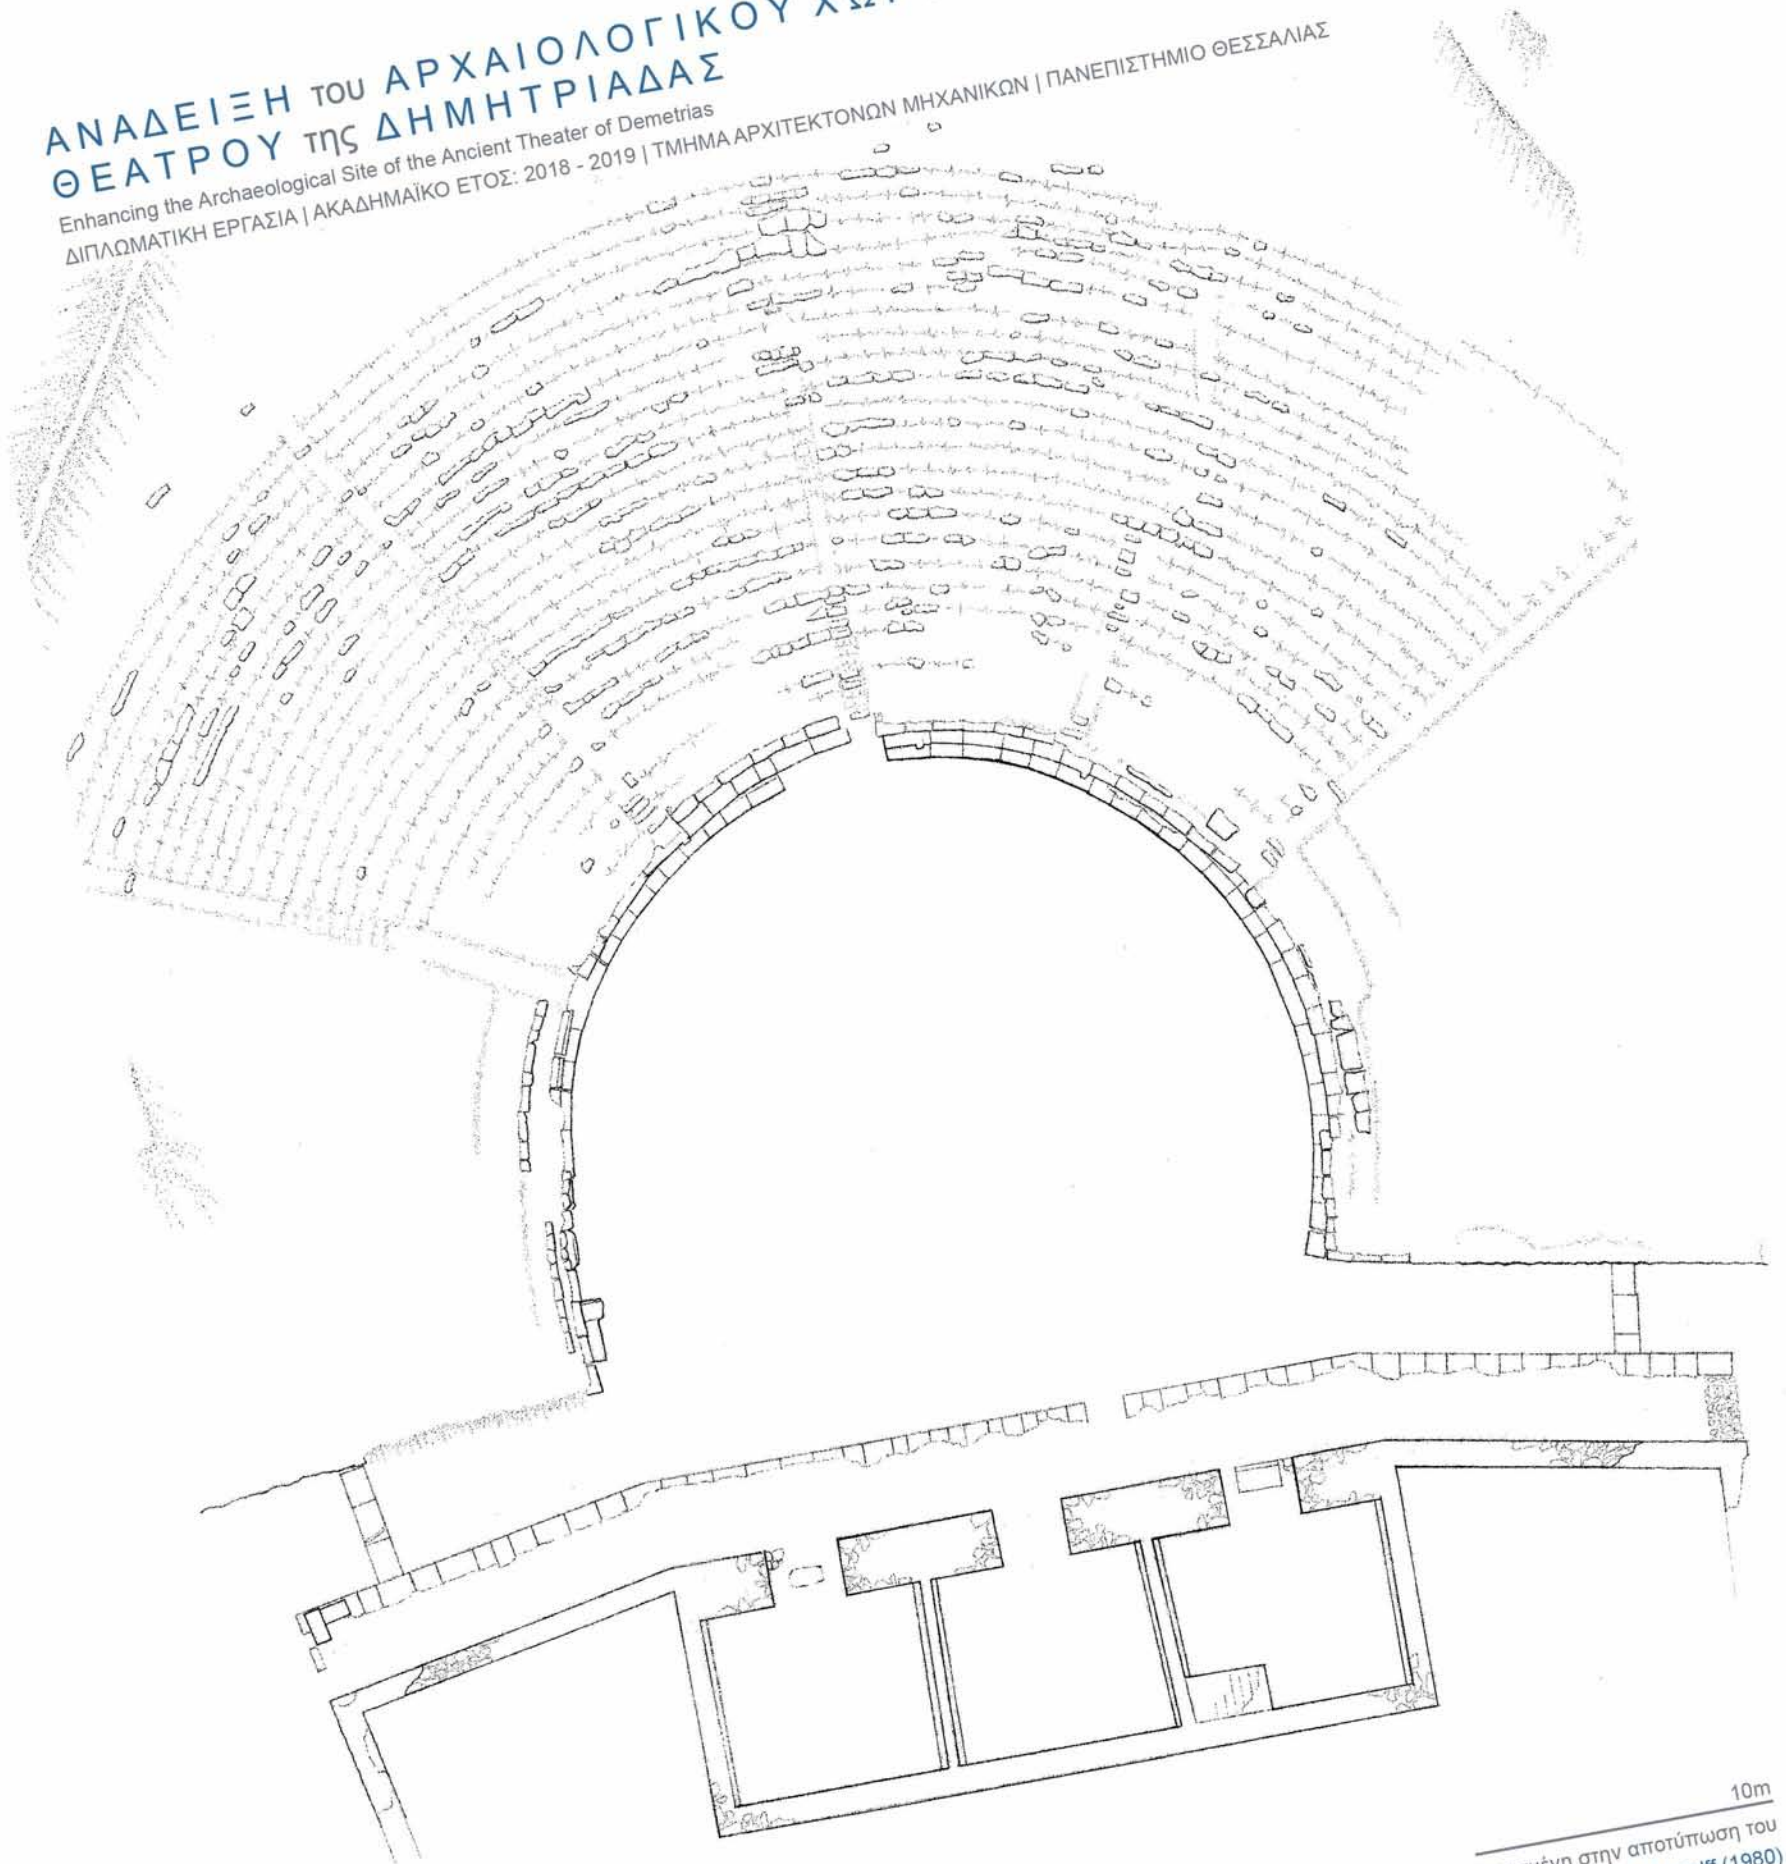 ΑΝΑΔΕΙΞΗ του ΑΡΧΑΙΟΛΟΓΙΚΟΥ
ΘΕΑΤΡΟΥ της ΔΗΜΗΤΡΙΑΔΑΣ
Enhancing the Archaeological Site of the Ancient Theater of Demetrias
ΔΙΠΛΩΜΑΤΙΚΗ ΕΡΓΑΣΙΑ | ΑΚΑΔΗΜΑΪΚΟ ΕΤΟΣ: 2018 - 2019 | ΤΜΗΜΑ ΑΡΧΙΤΕΚΤΟΝΩΝ ΜΗΧΑΝΙΚΩΝ | ΠΑΝΕΠΙΣΤΗΜΙΟ ΘΕΣΣΑΛΙΑΣ
10m
στην αποτύπωση του
(1980)